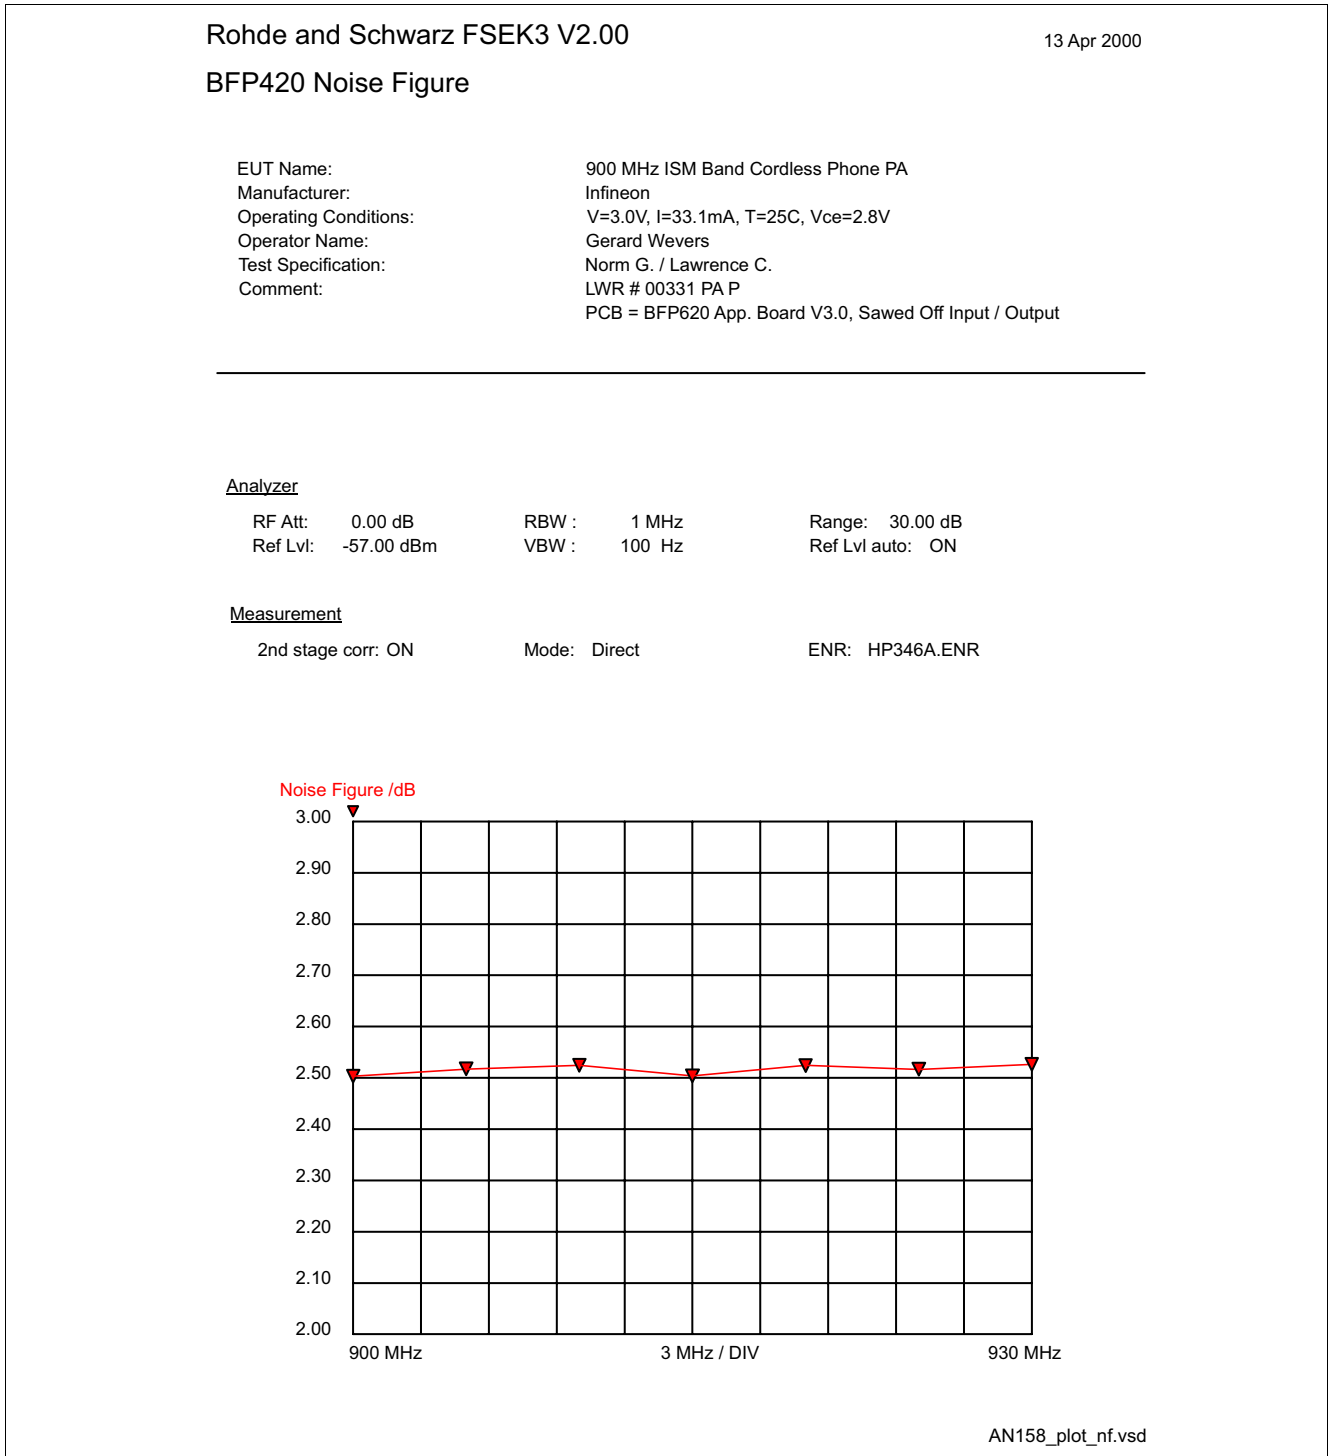 Rohde and Schwarz FSEK3 V2.00
13 Apr 2000
BFP420 Noise Figure
EUT Name: 900 MHz ISM Band Cordless Phone PA
Manufacturer: Infineon
Operating Conditions: V=3.0V, I=33.1mA, T=25C, Vce=2.8V
Operator Name: Gerard Wevers
Test Specification: Norm G. / Lawrence C.
Comment: LWR # 00331 PA P
PCB = BFP620 App. Board V3.0, Sawed Off Input / Output
Analyzer
RF Att: 0.00 dB RBW : 1 MHz Range: 30.00 dB
Ref Lvl: -57.00 dBm VBW : 100 Hz Ref Lvl auto: ON
Measurement
2nd stage corr: ON Mode: Direct ENR: HP346A.ENR
Noise Figure /dB
3.00
2.90
2.80
2.70
2.60
2.50
2.40
2.30
2.20
2.10
2.00
900 MHz 3 MHz / DIV 930 MHz
AN158_plot_nf.vsd